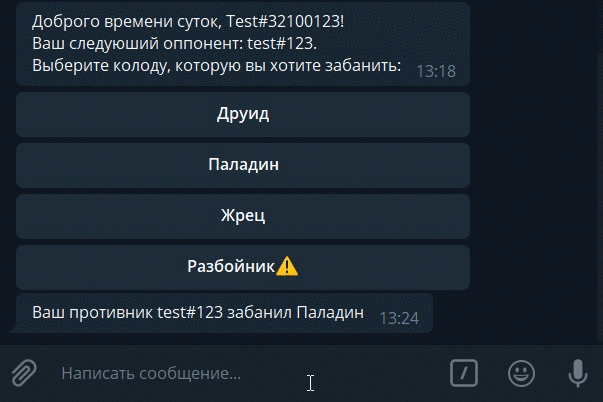 Доброго времени суток, Test#32100123!
Ваш следуюший оппонент: test#123.
Выберите колоду, которую вы хотите забанить:
13:18
Друид
Паладин
Жрец
Разбойник⚠️
Ваш противник test#123 забанил Паладин
13:24
Написать сообщение...